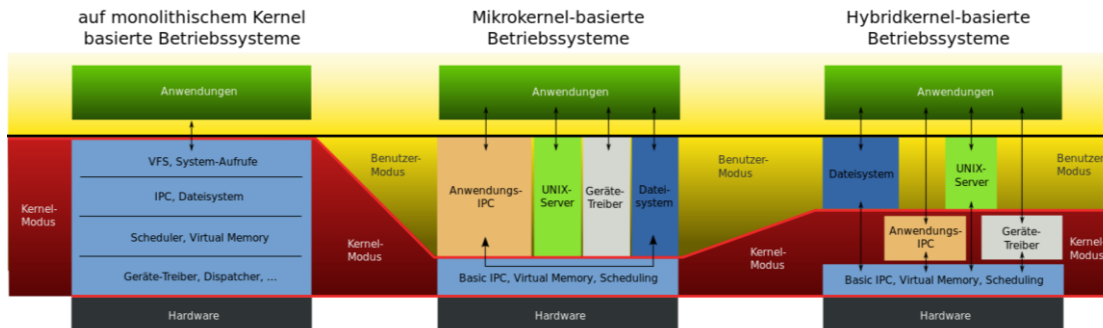 auf monolithischem Kernel
basierte Betriebssysteme
Anwendungen
VFS, System-Aufrufe
IPC, Dateisystem
Scheduler, Virtual Memory
Geräte-Treiber, Dispatcher, ...
Hardware
Kernel-
Modus
Mikrokernel-basierte
Betriebssysteme
Anwendungen
Benutzer-
Modus
Anwendungs-
IPC
UNIX-
Server
Geräte-
Treiber
Datei-
system
Kernel-
Modus
Basic IPC, Virtual Memory, Scheduling
Hardware
Hybridkernel-basierte
Betriebssysteme
Anwendungen
Benutzer-
Modus
Dateisystem
UNIX-
Server
Benutzer-
Modus
Kernel-
Modus
Anwendungs-
IPC
Geräte-
Treiber
Kernel-
Modus
Basic IPC, Virtual Memory, Scheduling
Hardware